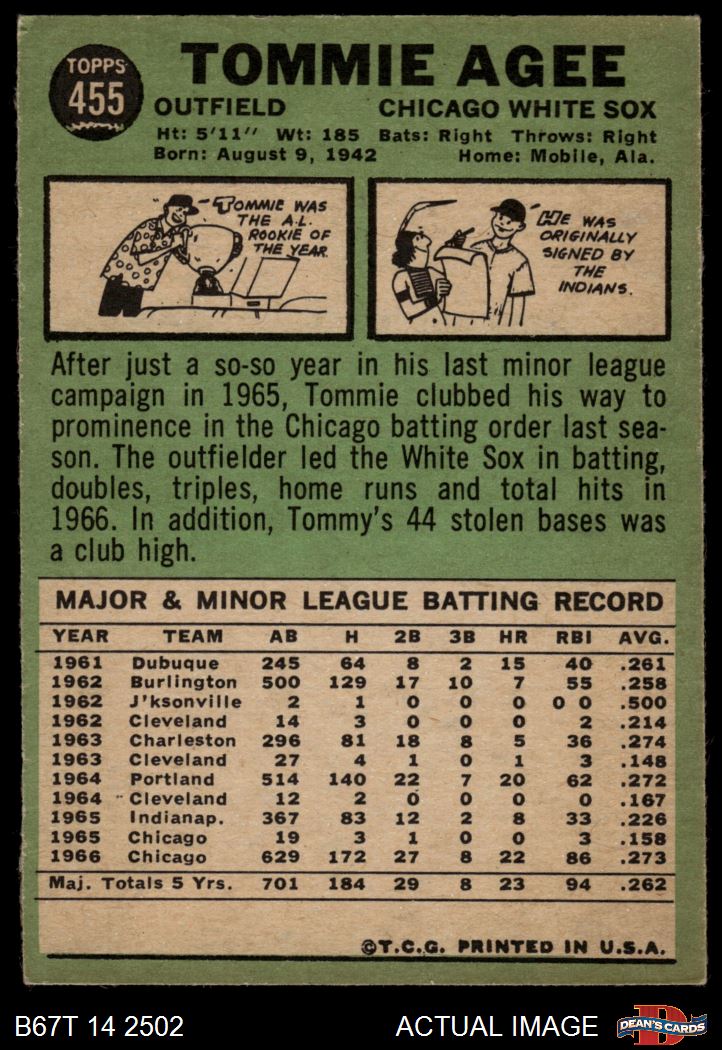 TOPPS
455
TOMMIE AGEE
OUTFIELD CHICAGO WHITE SOX
Ht: 5'11" Wt: 185 Bats: Right Throws: Right
Born: August 9, 1942 Home: Mobile, Ala.
TOMMIE WAS
THE A.L.
ROOKIE OF
THE YEAR.
HE WAS
ORIGINALLY
SIGNED BY
THE
INDIANS.
After just a so-so year in his last minor league
campaign in 1965, Tommie clubbed his way to
prominence in the Chicago batting order last sea-
son. The outfielder led the White Sox in batting,
doubles, triples, home runs and total hits in
1966. In addition, Tommy's 44 stolen bases was
a club high.
MAJOR & MINOR LEAGUE BATTING RECORD
YEAR TEAM AB H 2B 3B HR RBI AVG.
1961 Dubuque 245 64 8 2 15 40 .261
1962 Burlington 500 129 17 10 7 55 .258
1962 J'ksonville 2 1 0 0 0 0 0 .500
1962 Cleveland 14 3 0 0 0 2 .214
1963 Charleston 296 81 18 8 5 36 .274
1963 Cleveland 27 4 1 0 1 3 .148
1964 Portland 514 140 22 7 20 62 .272
1964 Cleveland 12 2 0 0 0 0 .167
1965 Indianap. 367 83 12 2 8 33 .226
1965 Chicago 19 3 1 0 0 3 .158
1966 Chicago 629 172 27 8 22 86 .273
Maj. Totals 5 Yrs. 701 184 29 8 23 94 .262
©T.C.G. PRINTED IN U.S.A.
B67T 14 2502 ACTUAL IMAGE DEAN'S CARDS